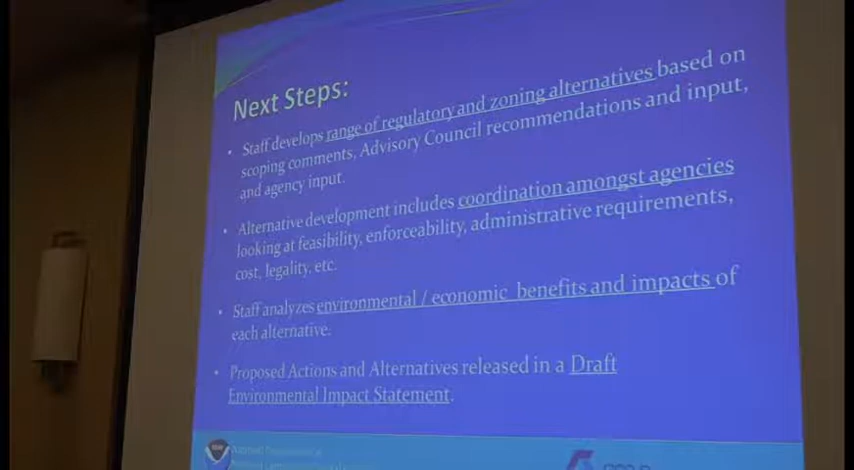 Next Steps:
• Staff develops range of regulatory and zoning alternatives based on
scoping comments, Advisory Council recommendations and input,
and agency input.
• Alternative development includes coordination amongst agencies
looking at feasibility, enforceability, administrative requirements,
cost, legality, etc.
• Staff analyzes environmental / economic benefits and impacts of
each alternative.
• Proposed Actions and Alternatives released in a Draft
Environmental Impact Statement.